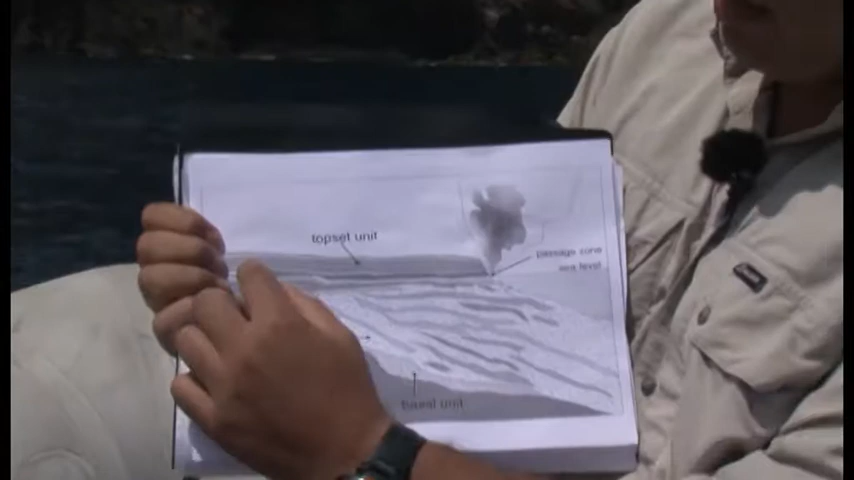 topset unit
passage zone
sea level
basal unit